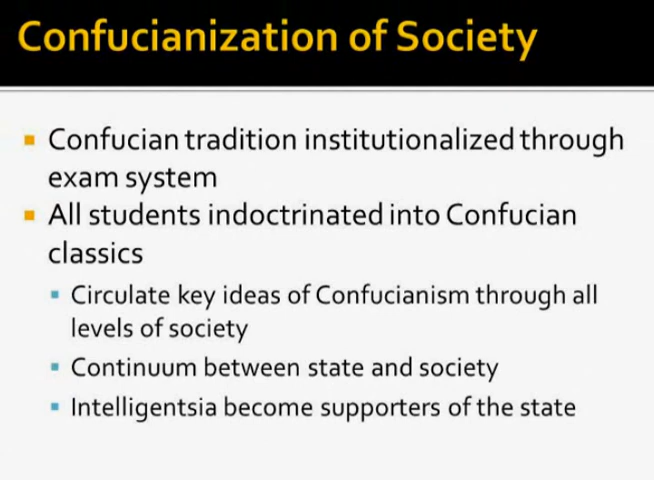 Confucianization of Society
Confucian tradition institutionalized through
exam system
All students indoctrinated into Confucian
classics
Circulate key ideas of Confucianism through all
levels of society
Continuum between state and society
Intelligentsia become supporters of the state